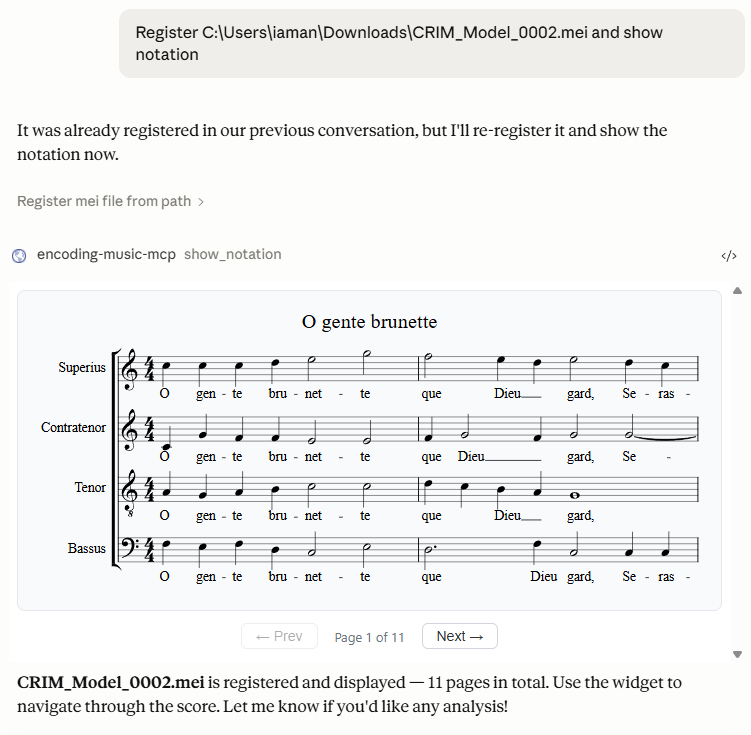 Register C:\Users\iaman\Downloads\CRIM_Model_0002.mei and show
notation
It was already registered in our previous conversation, but I'll re-register it and show the
notation now.
Register mei file from path >
encoding-music-mcp show_notation </>
O gente brunette
Superius
O gen - te bru - net - te que Dieu___ gard, Se - ras -
Contratenor
O gen - te bru - net - te que Dieu___ gard, Se -
Tenor
8
O gen - te bru - net - te que Dieu___ gard,
Bassus
O gen - te bru - net - te que Dieu gard, Se - ras -
← Prev Page 1 of 11 Next →
CRIM_Model_0002.mei is registered and displayed — 11 pages in total. Use the widget to
navigate through the score. Let me know if you'd like any analysis!